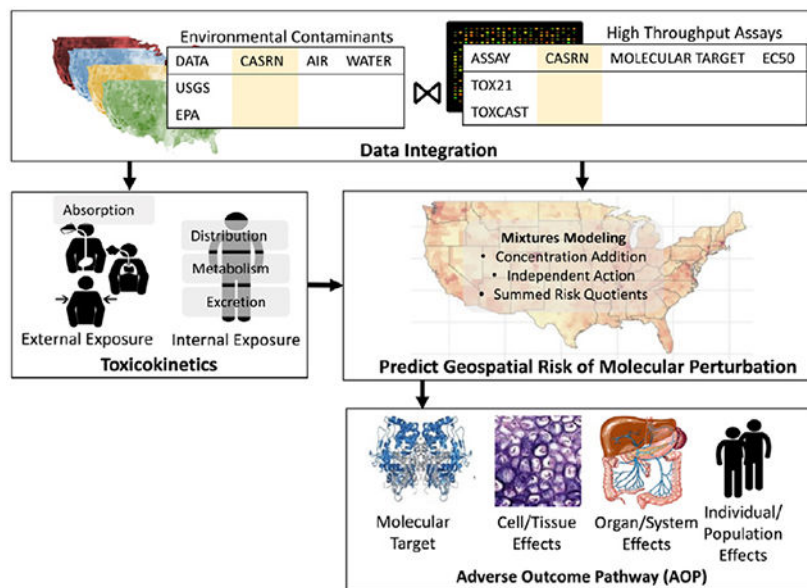 Environmental Contaminants
DATA CASRN AIR WATER
USGS
EPA
High Throughput Assays
ASSAY CASRN MOLECULAR TARGET EC50
TOX21
TOXCAST
Data Integration
Absorption
External Exposure
Distribution
Metabolism
Excretion
Internal Exposure
Toxicokinetics
Mixtures Modeling
• Concentration Addition
• Independent Action
• Summed Risk Quotients
Predict Geospatial Risk of Molecular Perturbation
Molecular
Target
Cell/Tissue
Effects
Organ/System
Effects
Individual/
Population
Effects
Adverse Outcome Pathway (AOP)